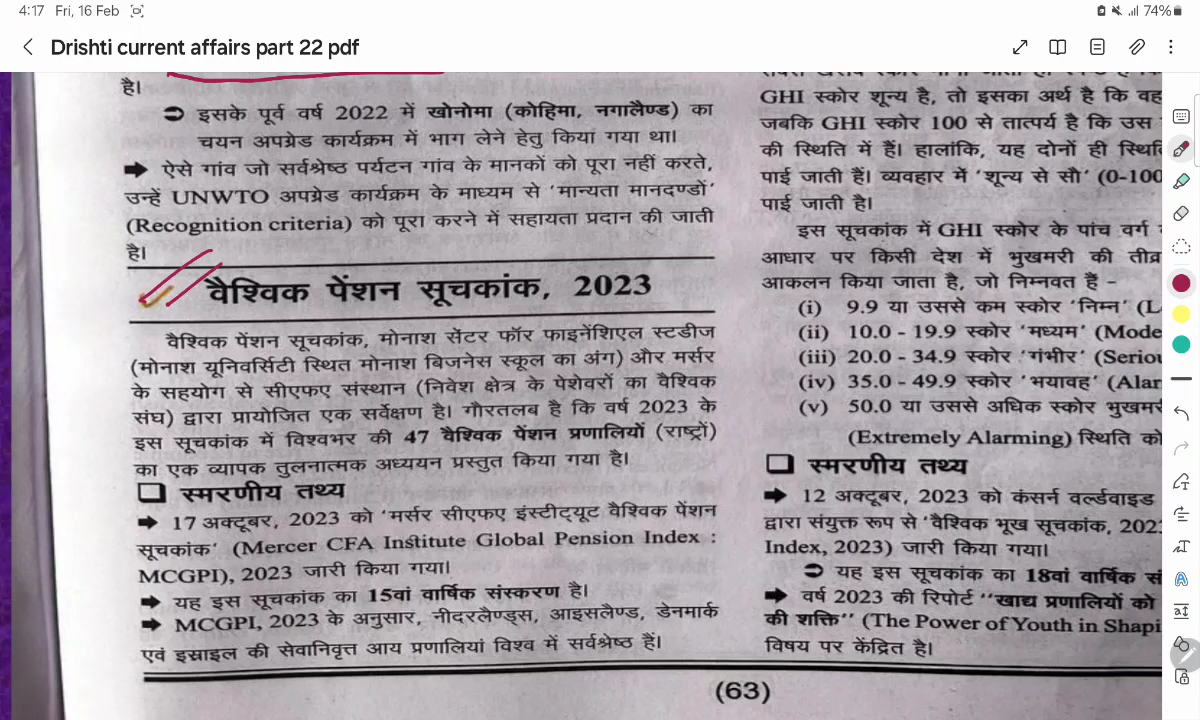 4:17 Fri, 16 Feb
74%
Drishti current affairs part 22 pdf
है।
➲ इसके पूर्व वर्ष 2022 में खोनोमा (कोहिमा, नगालैण्ड) का
चयन अपग्रेड कार्यक्रम में भाग लेने हेतु किया गया था।
➡ ऐसे गांव जो सर्वश्रेष्ठ पर्यटन गांव के मानकों को पूरा नहीं करते,
उन्हें UNWTO अपग्रेड कार्यक्रम के माध्यम से 'मान्यता मानदण्डों'
(Recognition criteria) को पूरा करने में सहायता प्रदान की जाती
है।
वैश्विक पेंशन सूचकांक, 2023
वैश्विक पेंशन सूचकांक, मोनाश सेंटर फॉर फाइनेंशिएल स्टडीज
(मोनाश यूनिवर्सिटी स्थित मोनाश बिजनेस स्कूल का अंग) और मर्सर
के सहयोग से सीएफए संस्थान (निवेश क्षेत्र के पेशेवरों का वैश्विक
संघ) द्वारा प्रायोजित एक सर्वेक्षण है। गौरतलब है कि वर्ष 2023 के
इस सूचकांक में विश्वभर की 47 वैश्विक पेंशन प्रणालियों (राष्ट्रों)
का एक व्यापक तुलनात्मक अध्ययन प्रस्तुत किया गया है।
❑ स्मरणीय तथ्य
➡ 17 अक्टूबर, 2023 को 'मर्सर सीएफए इंस्टीट्यूट वैश्विक पेंशन
सूचकांक' (Mercer CFA Institute Global Pension Index :
MCGPI), 2023 जारी किया गया।
➡ यह इस सूचकांक का 15वां वार्षिक संस्करण है।
➡ MCGPI, 2023 के अनुसार, नीदरलैण्ड्स, आइसलैण्ड, डेनमार्क
एवं इस्राइल की सेवानिवृत्त आय प्रणालियां विश्व में सर्वश्रेष्ठ हैं।
GHI स्कोर शून्य है, तो इसका अर्थ है कि वह
जबकि GHI स्कोर 100 से तात्पर्य है कि उस
की स्थिति में हैं। हालांकि, यह दोनों ही स्थिति
पाई जाती हैं। व्यवहार में 'शून्य से सौ' (0-100
पाई जाती है।
इस सूचकांक में GHI स्कोर के पांच वर्ग
आधार पर किसी देश में भुखमरी की तीव्र
आकलन किया जाता है, जो निम्नवत हैं -
(i) 9.9 या उससे कम स्कोर 'निम्न' (L
(ii) 10.0 - 19.9 स्कोर 'मध्यम' (Mode
(iii) 20.0 - 34.9 स्कोर 'गंभीर' (Seriou
(iv) 35.0 - 49.9 स्कोर 'भयावह' (Alar
(v) 50.0 या उससे अधिक स्कोर भुखमरी
(Extremely Alarming) स्थिति को
❑ स्मरणीय तथ्य
➡ 12 अक्टूबर, 2023 को कंसर्न वर्ल्डवाइड
द्वारा संयुक्त रूप से 'वैश्विक भूख सूचकांक, 202
Index, 2023) जारी किया गया।
➲ यह इस सूचकांक का 18वां वार्षिक सं
➡ वर्ष 2023 की रिपोर्ट "खाद्य प्रणालियों को
की शक्ति" (The Power of Youth in Shapi
विषय पर केंद्रित है।
(63)